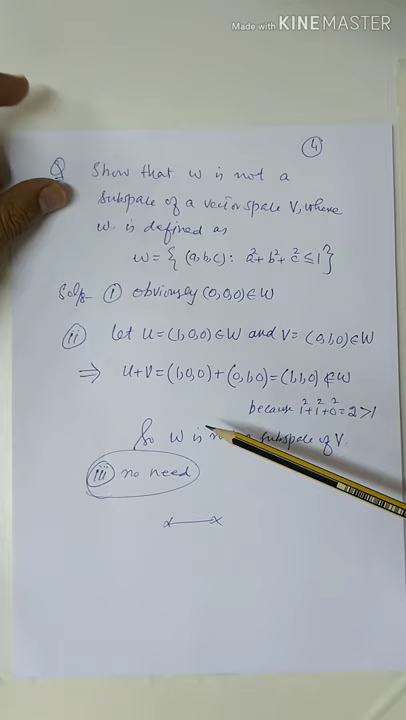 Made with KINEMASTER
4
Q Show that W is not a
subspace of a vector space V, where
W is defined as
W = { (a,b,c): a²+b²+c² ≤ 1 }
Solp- (i) obviously (0,0,0) ∈ W
(ii) let U = (1,0,0) ∈ W and V = (0,1,0) ∈ W
⇒ U+V = (1,0,0) + (0,1,0) = (1,1,0) ∉ W
because 1²+1²+0² = 2 > 1
So W is not a subspace of V.
(iii) no need